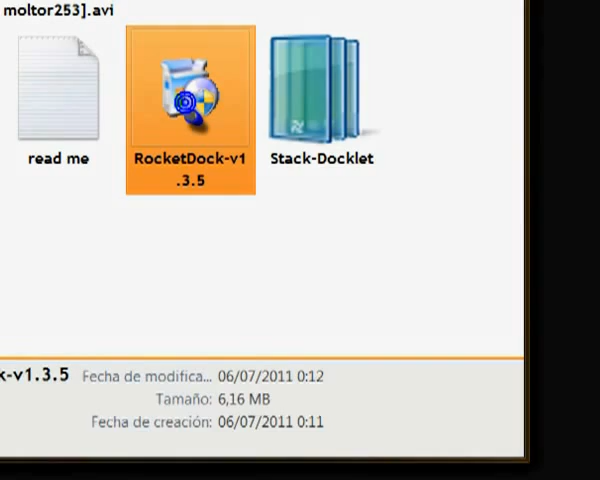 moltor253].avi
read me
RocketDock-v1
.3.5
Stack-Docklet
k-v1.3.5
Fecha de modifica... 06/07/2011 0:12
Tamaño: 6,16 MB
Fecha de creación: 06/07/2011 0:11